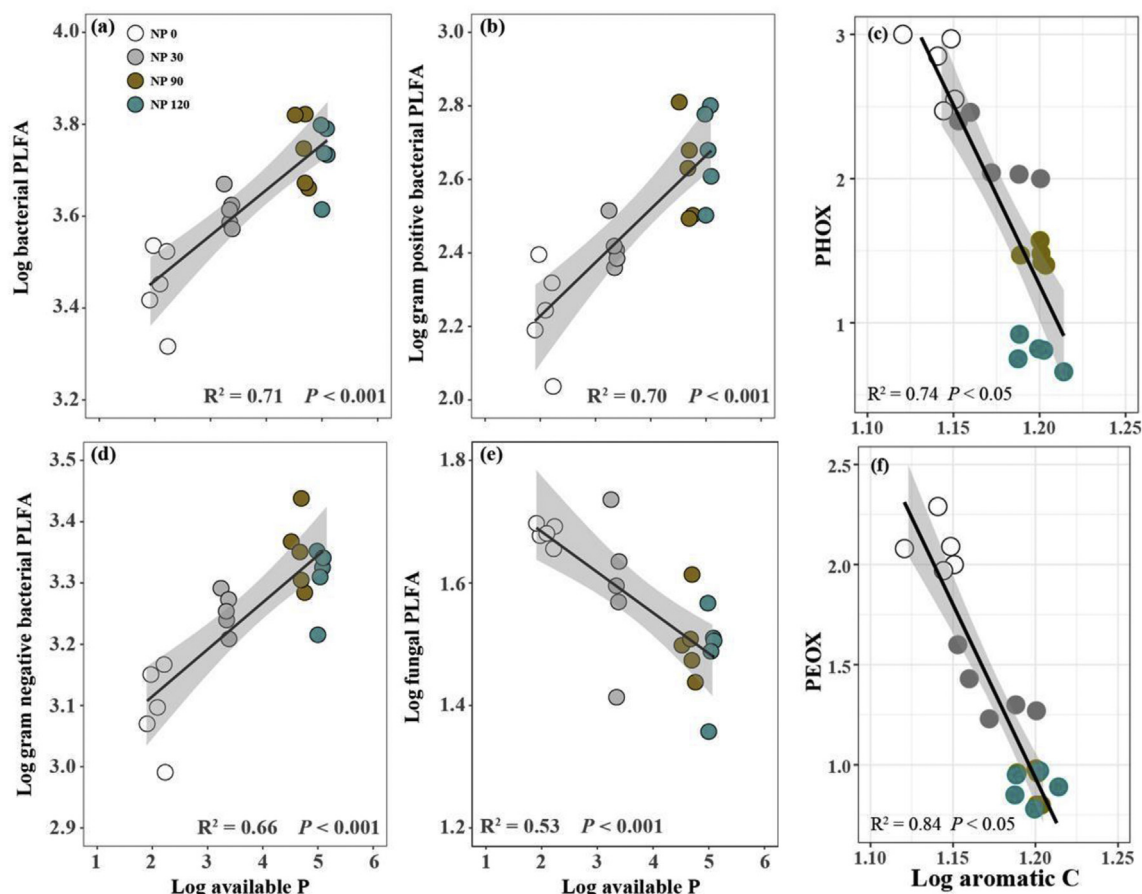 (a)
NP 0
NP 30
NP 90
NP 120
4.0
3.8
3.6
3.4
3.2
Log bacterial PLFA
R² = 0.71 P < 0.001
(b)
3.0
2.8
2.6
2.4
2.2
2.0
Log gram positive bacterial PLFA
R² = 0.70 P < 0.001
(c)
3
2
1
PHOX
R² = 0.74 P < 0.05
1.10 1.15 1.20 1.25
(d)
3.5
3.4
3.3
3.2
3.1
3.0
2.9
Log gram negative bacterial PLFA
R² = 0.66 P < 0.001
1 2 3 4 5 6
Log available P
(e)
1.8
1.6
1.4
1.2
Log fungal PLFA
R² = 0.53 P < 0.001
1 2 3 4 5 6
Log available P
(f)
2.5
2.0
1.5
1.0
PEOX
R² = 0.84 P < 0.05
1.10 1.15 1.20 1.25
Log aromatic C